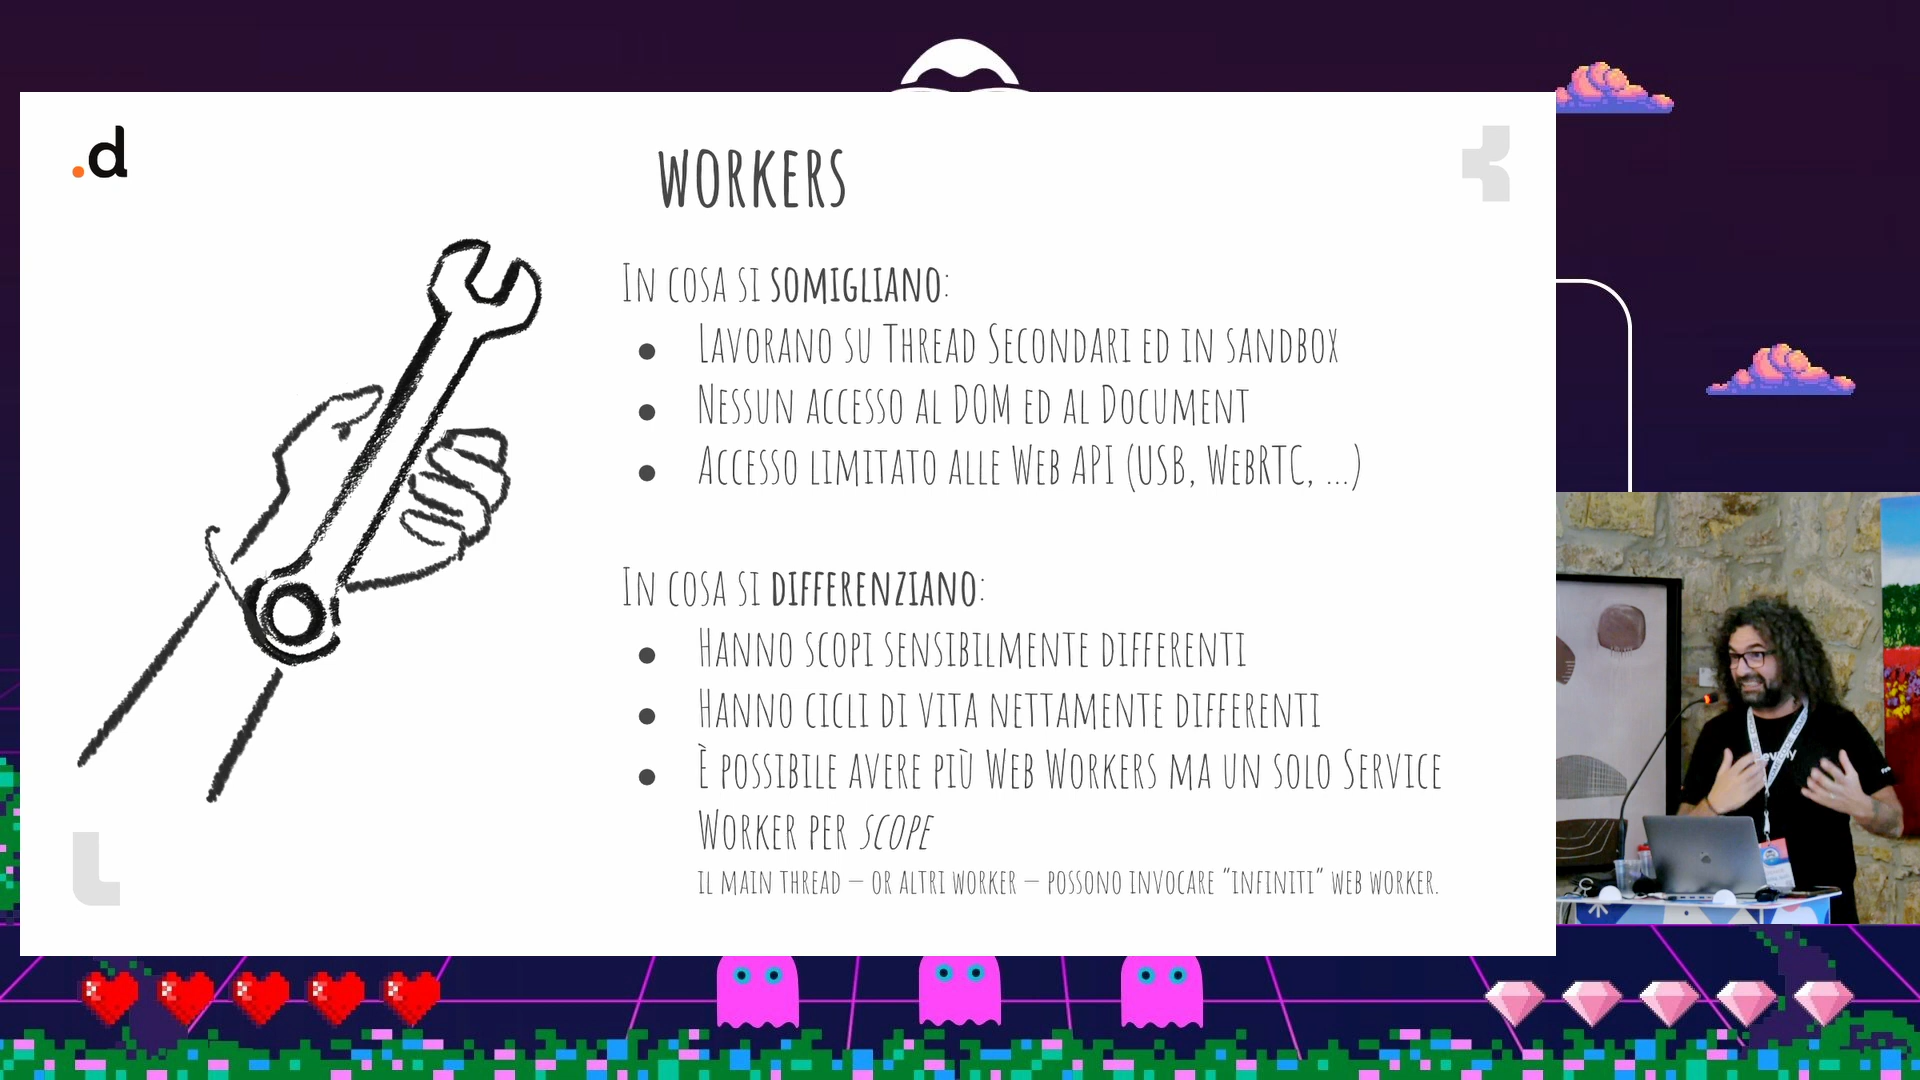 .d
WORKERS
In cosa si somigliano:
● Lavorano su Thread Secondari ed in sandbox
● Nessun accesso al DOM ed al Document
● Accesso limitato alle Web API (USB, WebRTC, ...)
In cosa si differenziano:
● Hanno scopi sensibilmente differenti
● Hanno cicli di vita nettamente differenti
● È possibile avere più Web Workers ma un solo Service
Worker per scope
il main thread – or altri worker – possono invocare "infiniti" web worker.